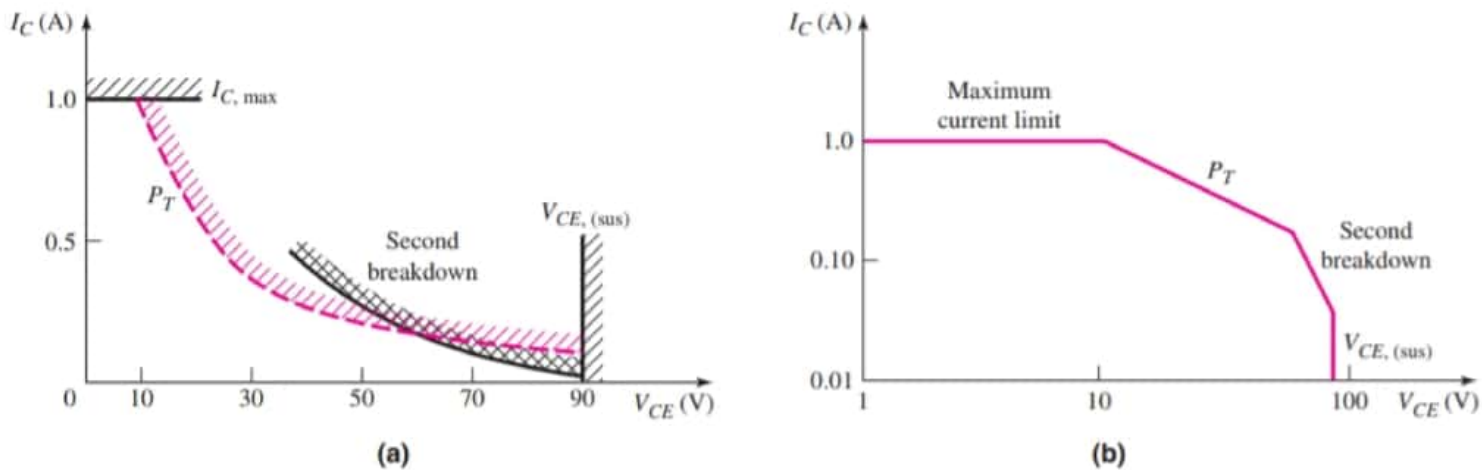 I_C (A)
1.0
I_C, max
P_T
0.5
Second
breakdown
V_CE, (sus)
0
10
30
50
70
90
V_CE (V)
(a)
I_C (A)
Maximum
current limit
1.0
P_T
Second
breakdown
0.10
V_CE, (sus)
0.01
1
10
100
V_CE (V)
(b)